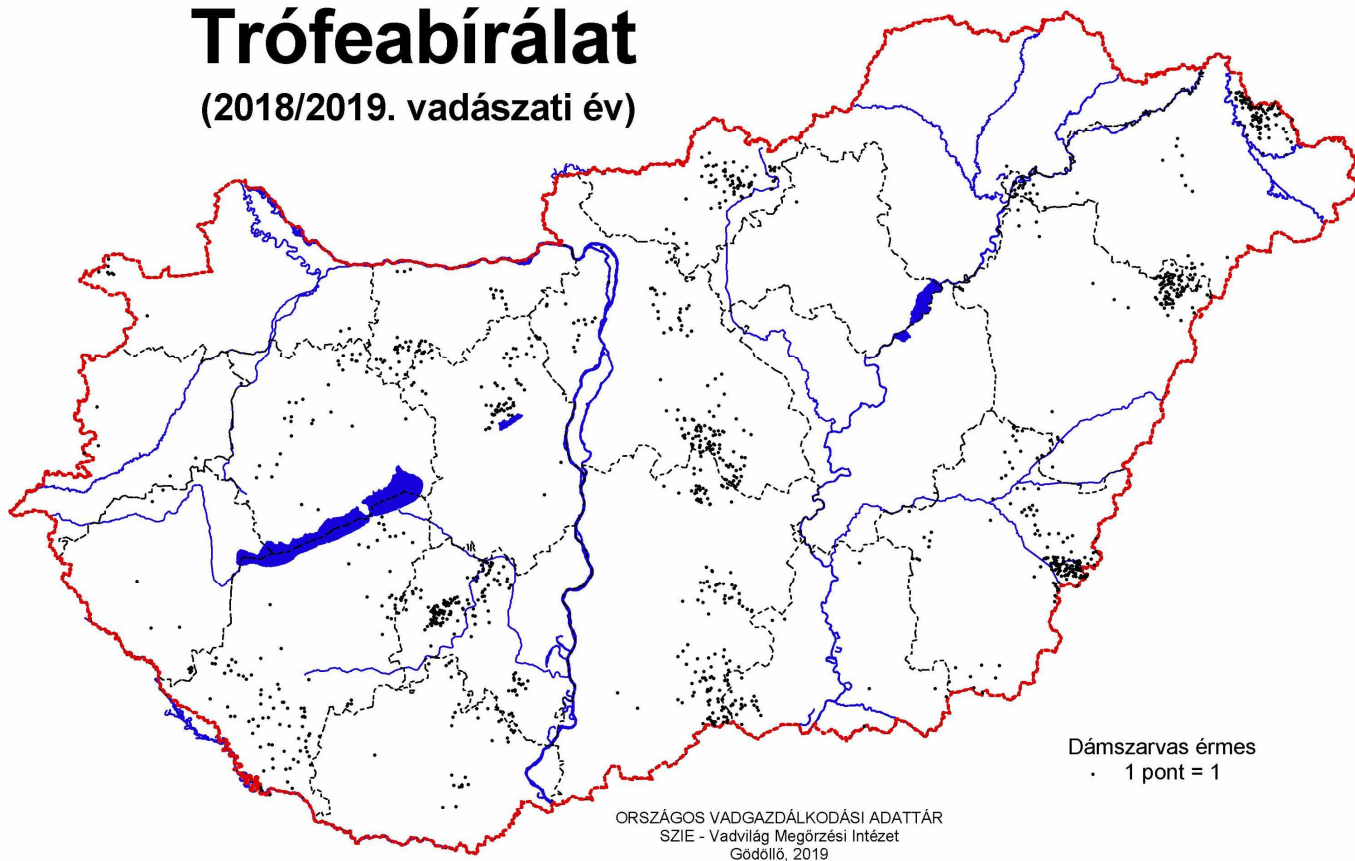 Trófeabírálat
(2018/2019. vadászati év)
Dámszarvas érmes
1 pont = 1
ORSZÁGOS VADGAZDÁLKODÁSI ADATTÁR
SZIE - Vadvilág Megőrzési Intézet
Gödöllő, 2019